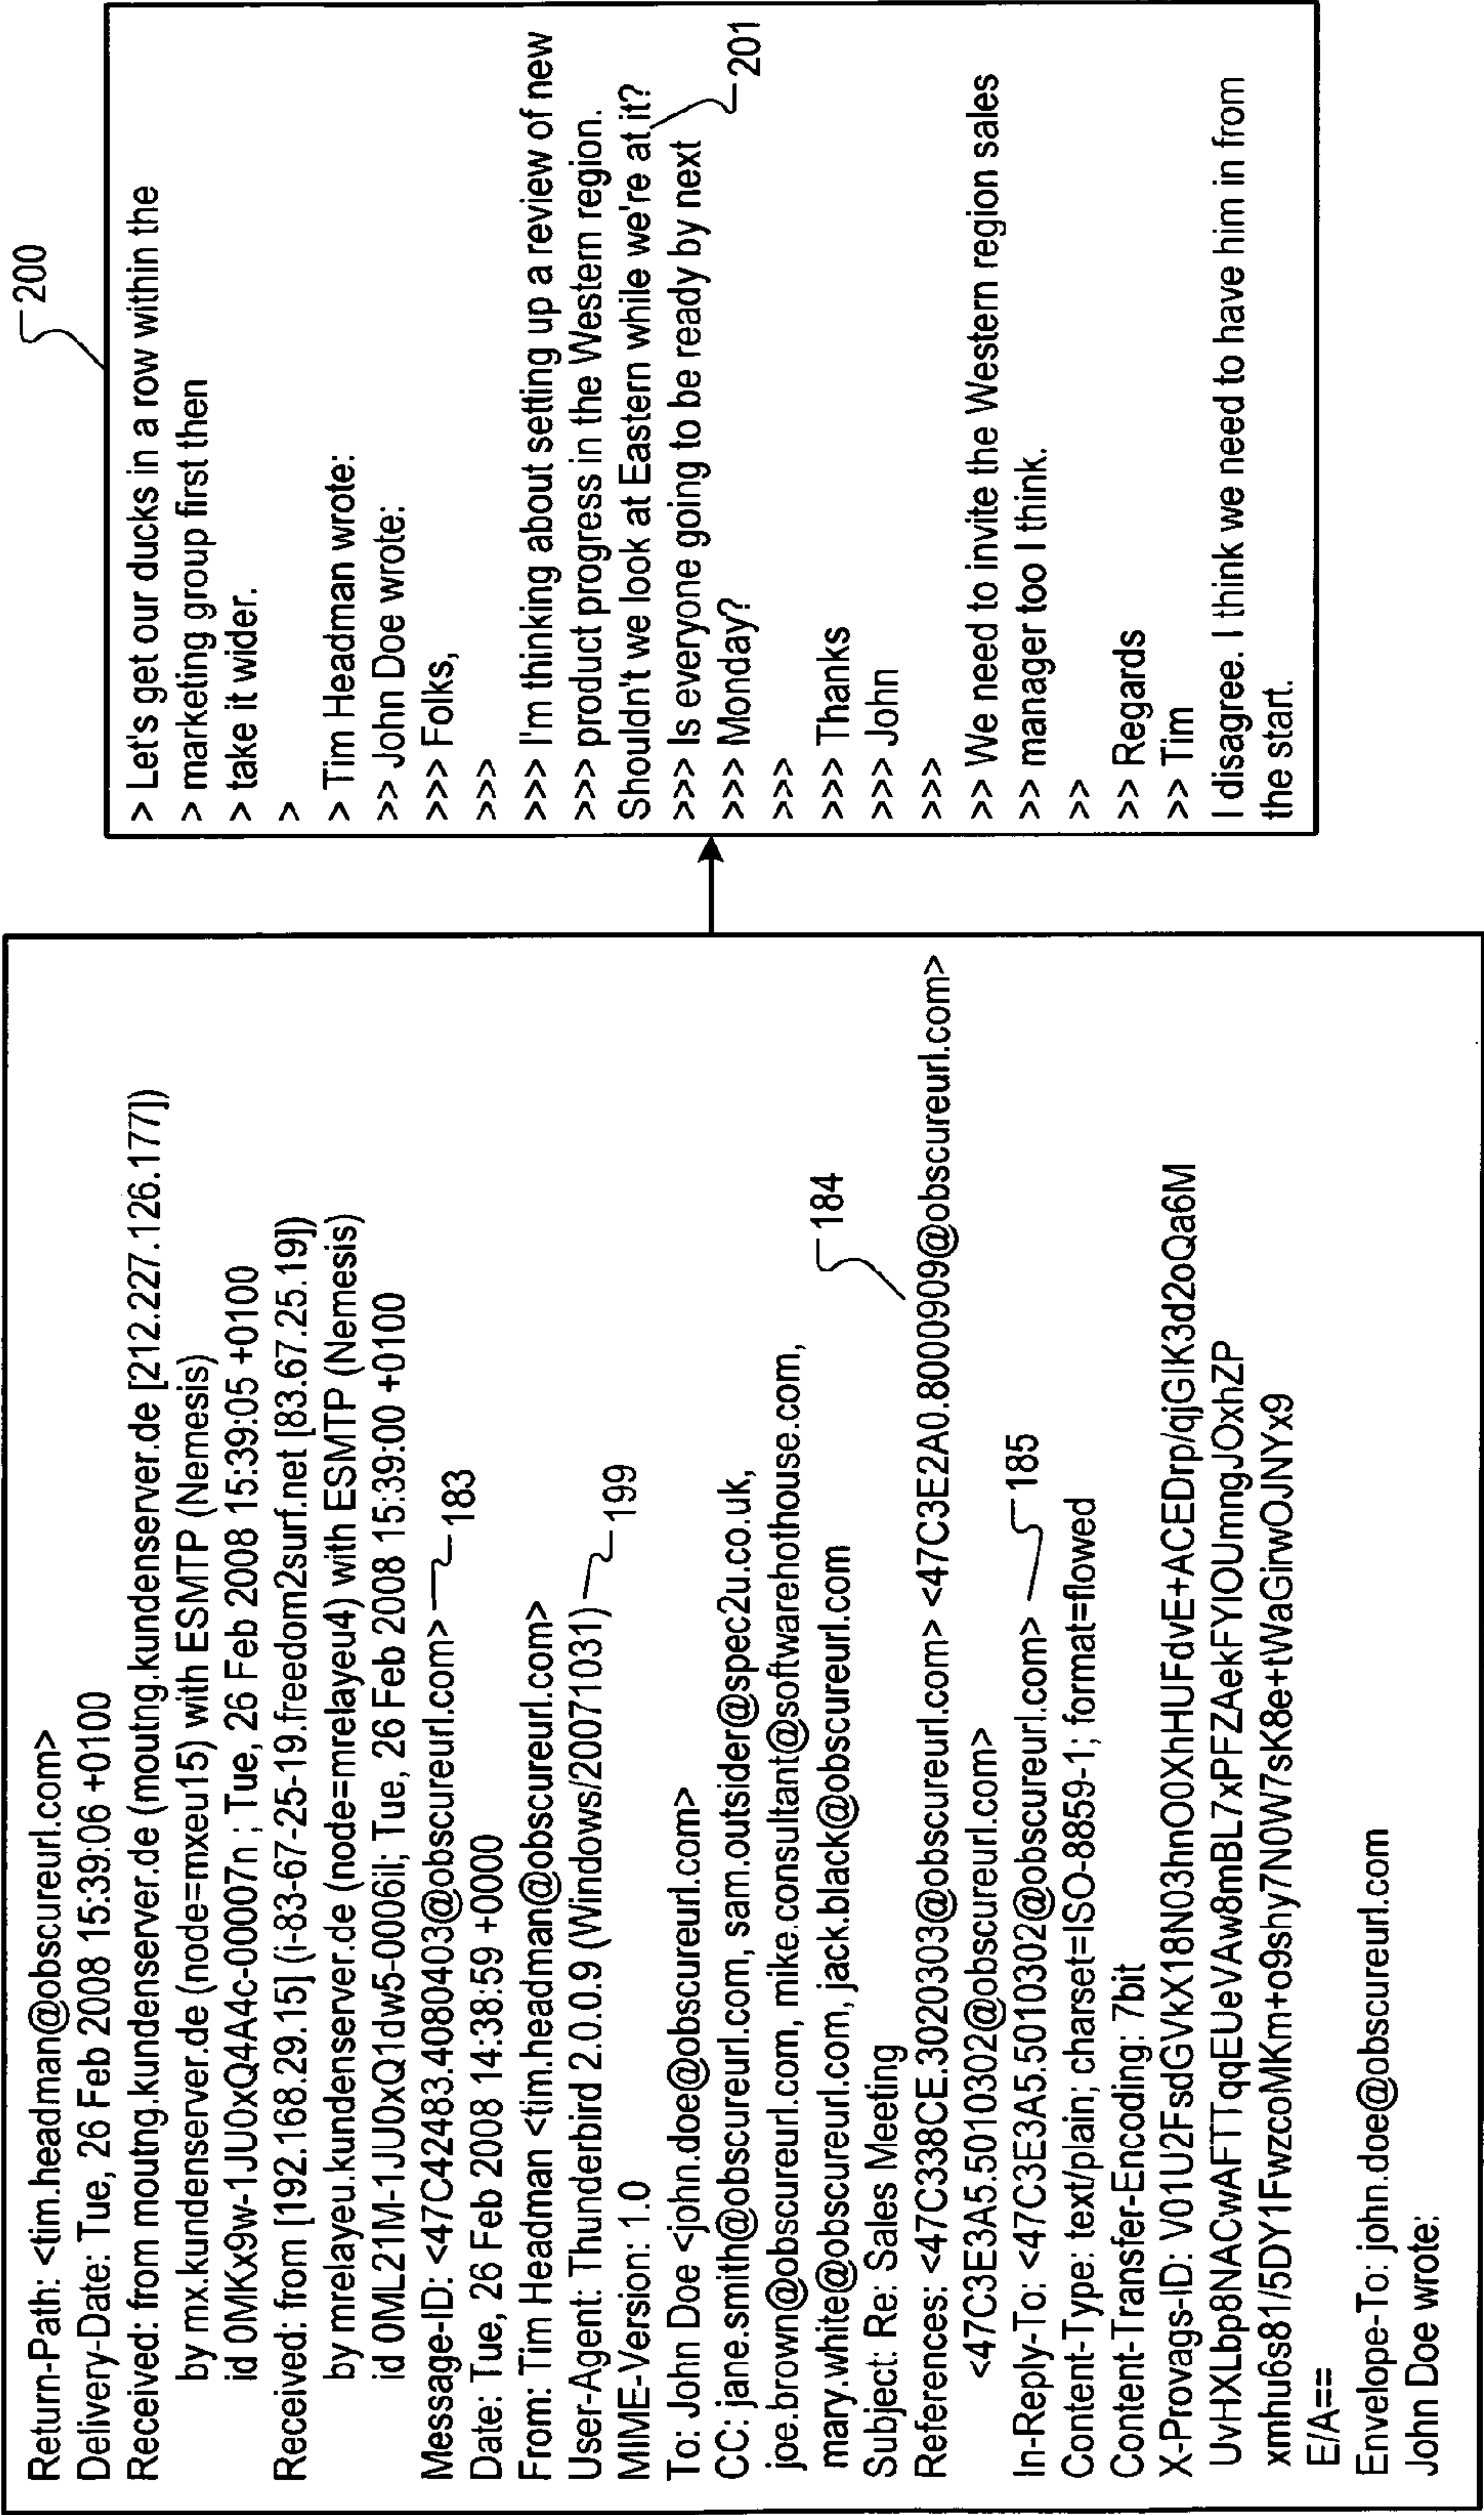 Return-Path: <tim.headman@obscureurl.com>
Delivery-Date: Tue, 26 Feb 2008 15:39:06 +0100
Received: from moutng.kundenserver.de (moutng.kundenserver.de [212.227.126.177])
by mx.kundenserver.de (node=mxeu15) with ESMTP (Nemesis)
id 0MKx9w-1JU0xQ4A4c-00007n ; Tue, 26 Feb 2008 15:39:05 +0100
Received: from [192.168.29.15] (i-83-67-25-19.freedom2surf.net [83.67.25.19])
by mrelayeu.kundenserver.de (node=mrelayeu4) with ESMTP (Nemesis)
id 0ML21M-1JU0xQ1dw5-0006il; Tue, 26 Feb 2008 15:39:00 +0100
Message-ID: <47C42483.4080403@obscureurl.com> 183
Date: Tue, 26 Feb 2008 14:38:59 +0000
From: Tim Headman <tim.headman@obscureurl.com>
User-Agent: Thunderbird 2.0.0.9 (Windows/20071031) 199
MIME-Version: 1.0
To: John Doe <john.doe@obscureurl.com>
CC: jane.smith@obscureurl.com, sam.outsider@spec2u.co.uk,
joe.brown@obscureurl.com, mike.consultant@softwarehothouse.com,
mary.white@obscureurl.com, jack.black@obscureurl.com
184
Subject: Re: Sales Meeting
References: <47C338CE.3020303@obscureurl.com> <47C3E2A0.8000909@obscureurl.com>
<47C3E3A5.5010302@obscureurl.com>
In-Reply-To: <47C3E3A5.5010302@obscureurl.com> 185
Content-Type: text/plain; charset=ISO-8859-1; format=flowed
Content-Transfer-Encoding: 7bit
X-Provags-ID: V01U2FsdGVkX18N03hnO0XhHUFdvE+ACEDrp/qjGlK3d2oQa6M
UvHXLbp8NACwAFTTqqEUeVAw8mBL7xPFZAekFYlOUmngJOxhZP
xmhu6s81/5DY1FwzcoMKm+o9shy7N0W7sK8e+tWaGirwOJNYx9
E/A==
Envelope-To: john.doe@obscureurl.com
John Doe wrote:
200
> Let's get our ducks in a row within the
> marketing group first then
> take it wider.
>
> Tim Headman wrote:
>> John Doe wrote:
>>> Folks,
>>>
>>> I'm thinking about setting up a review of new
>>> product progress in the Western region.
Shouldn't we look at Eastern while we're at it?
201
>>> Is everyone going to be ready by next
>>> Monday?
>>>
>>> Thanks
>>> John
>>>
>> We need to invite the Western region sales
>> manager too I think.
>>
>> Regards
>> Tim
I disagree. I think we need to have him in from
the start.